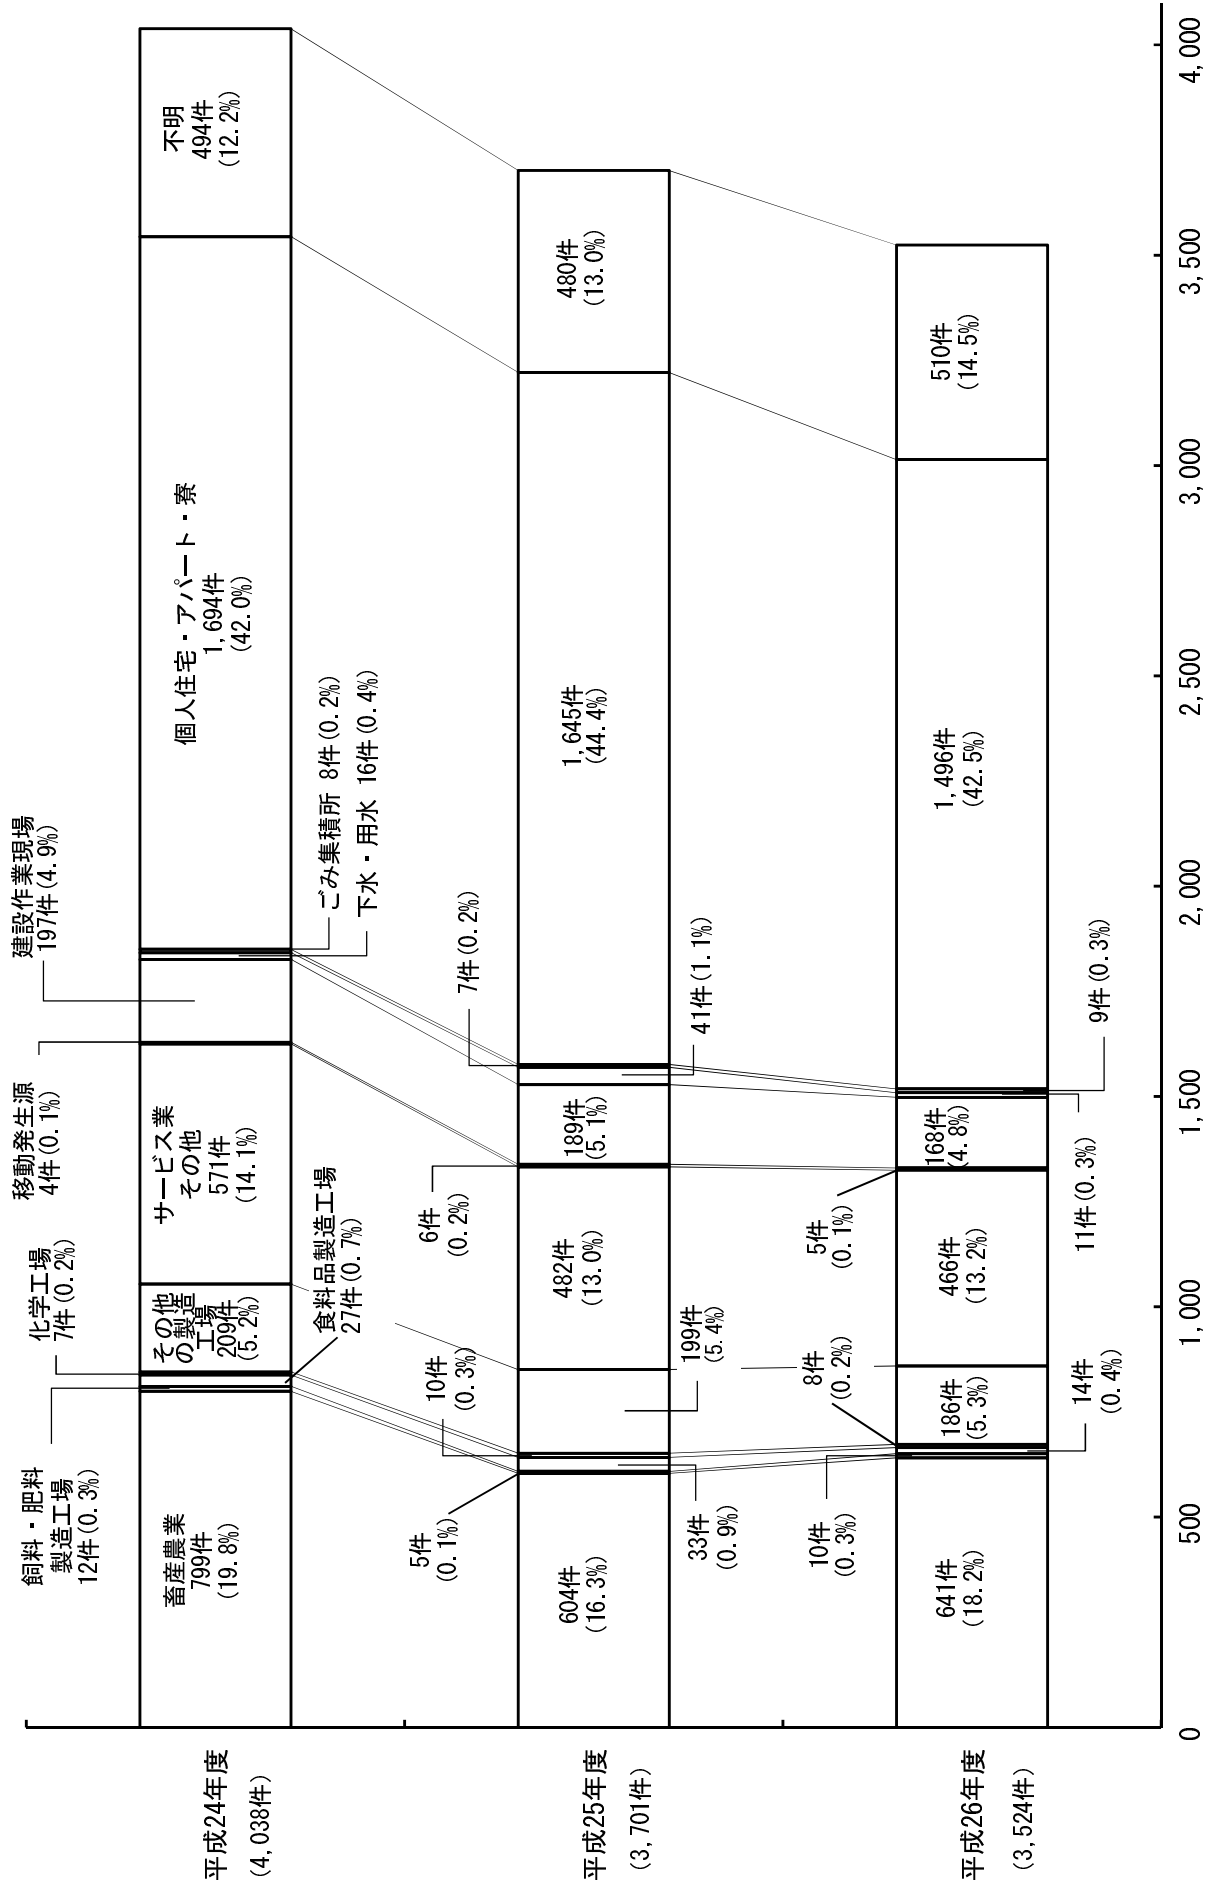 飼料・肥料
製造工場
12件(0.3%)
化学工場
7件(0.2%)
移動発生源
4件(0.1%)
建設作業現場
197件(4.9%)
平成24年度
(4,038件)
畜産農業
799件
(19.8%)
その他
の製造
工場
209件
(5.2%)
サービス業
その他
571件
(14.1%)
個人住宅・アパート・寮
1,694件
(42.0%)
不明
494件
(12.2%)
食料品製造工場
27件(0.7%)
ごみ集積所 8件(0.2%)
下水・用水 16件(0.4%)
5件
(0.1%)
10件
(0.3%)
6件
(0.2%)
7件(0.2%)
平成25年度
(3,701件)
604件
(16.3%)
482件
(13.0%)
189件
(5.1%)
1,645件
(44.4%)
480件
(13.0%)
33件
(0.9%)
199件
(5.4%)
41件(1.1%)
10件
(0.3%)
8件
(0.2%)
5件
(0.1%)
平成26年度
(3,524件)
641件
(18.2%)
186件
(5.3%)
466件
(13.2%)
168件
(4.8%)
1,496件
(42.5%)
510件
(14.5%)
14件
(0.4%)
11件(0.3%)
9件(0.3%)
0
500
1,000
1,500
2,000
2,500
3,000
3,500
4,000